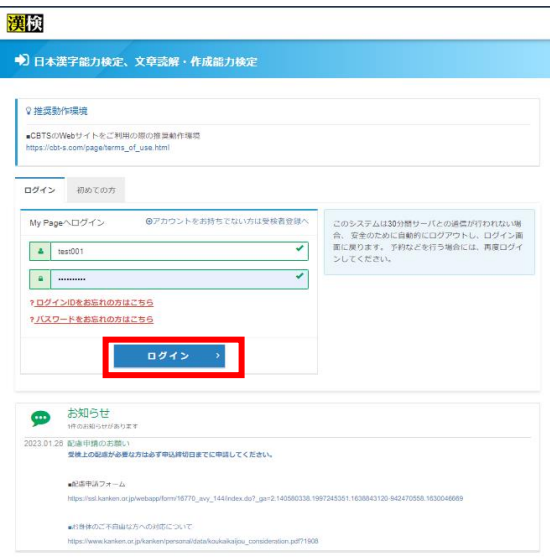 漢検
日本漢字能力検定、文章読解・作成能力検定
推奨動作環境
■CBTSのWebサイトをご利用の際の推奨動作環境
https://cbt-s.com/page/terms_of_use.html
ログイン 初めての方
My Pageへログイン アカウントをお持ちでない方は受検者登録へ
test001
..........
? ログインIDをお忘れの方はこちら
? パスワードをお忘れの方はこちら
ログイン >
このシステムは30分間サーバとの通信が行われない場
合、 安全のために自動的にログアウトし、ログイン画
面に戻ります。 予約などを行う場合には、再度ログイ
ンしてください。
お知らせ
1件のお知らせがあります
2023.01.26 配慮申請のお願い
受検上の配慮が必要な方は必ず申込締切日までに申請してください。
■配慮申請フォーム
https://ssl.kanken.or.jp/webapp/form/16770_evy_144/index.do?_ga=2.140560338.1997245351.1638843120-942470558.1630046669
■お身体のご不自由な方への対応について
https://www.kanken.or.jp/kanken/personal/data/koukaikaijou_consideration.pdf?1908